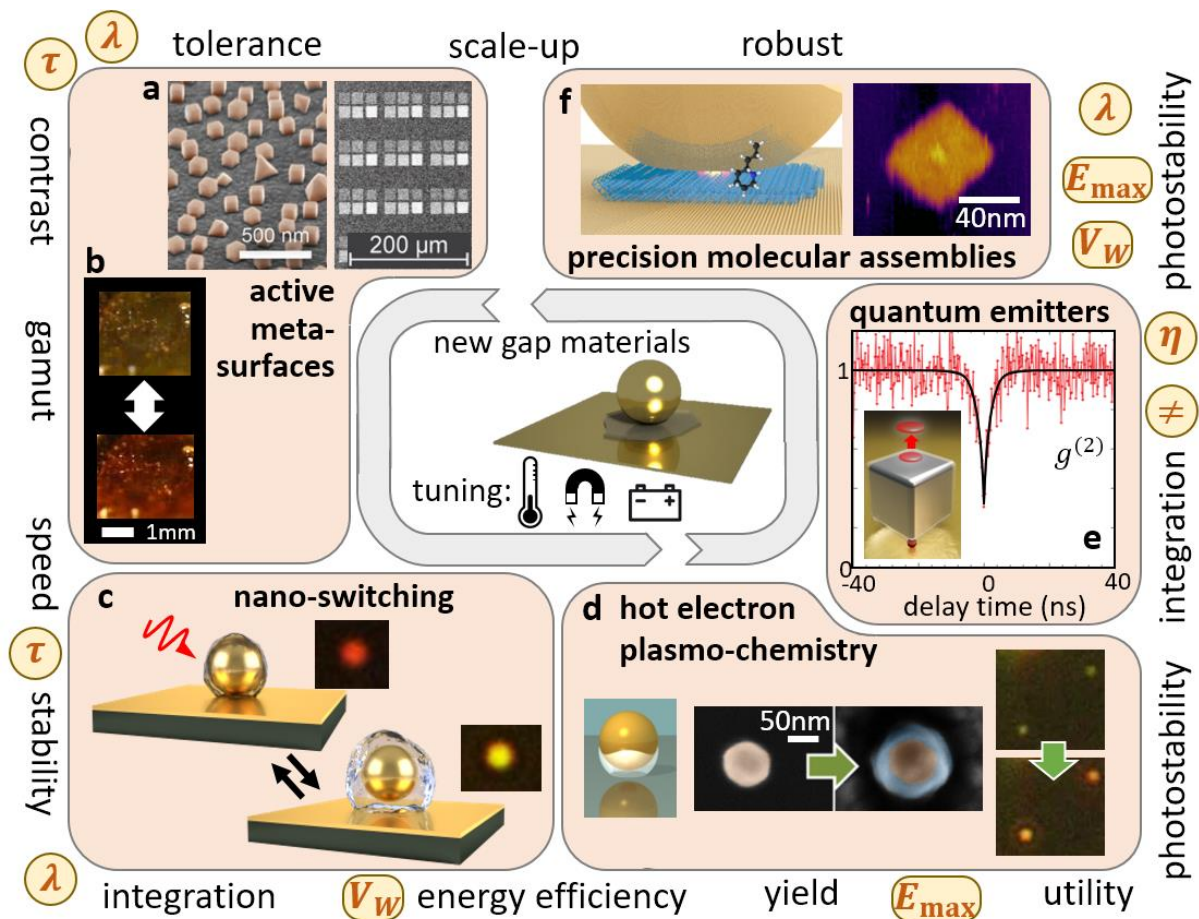 λ
tolerance
scale-up
robust
τ
contrast
gamut
speed
τ
stability
λ
a
500 nm
200 μm
b
active
meta-
surfaces
1mm
f
40nm
precision molecular assemblies
λ
E_max
V_W
photostability
new gap materials
tuning:
- +
quantum emitters
1
g^(2)
e
0
-40
0
40
delay time (ns)
η
≠
integration
c
nano-switching
d
hot electron
plasmo-chemistry
50nm
photostability
integration
V_W
energy efficiency
yield
E_max
utility